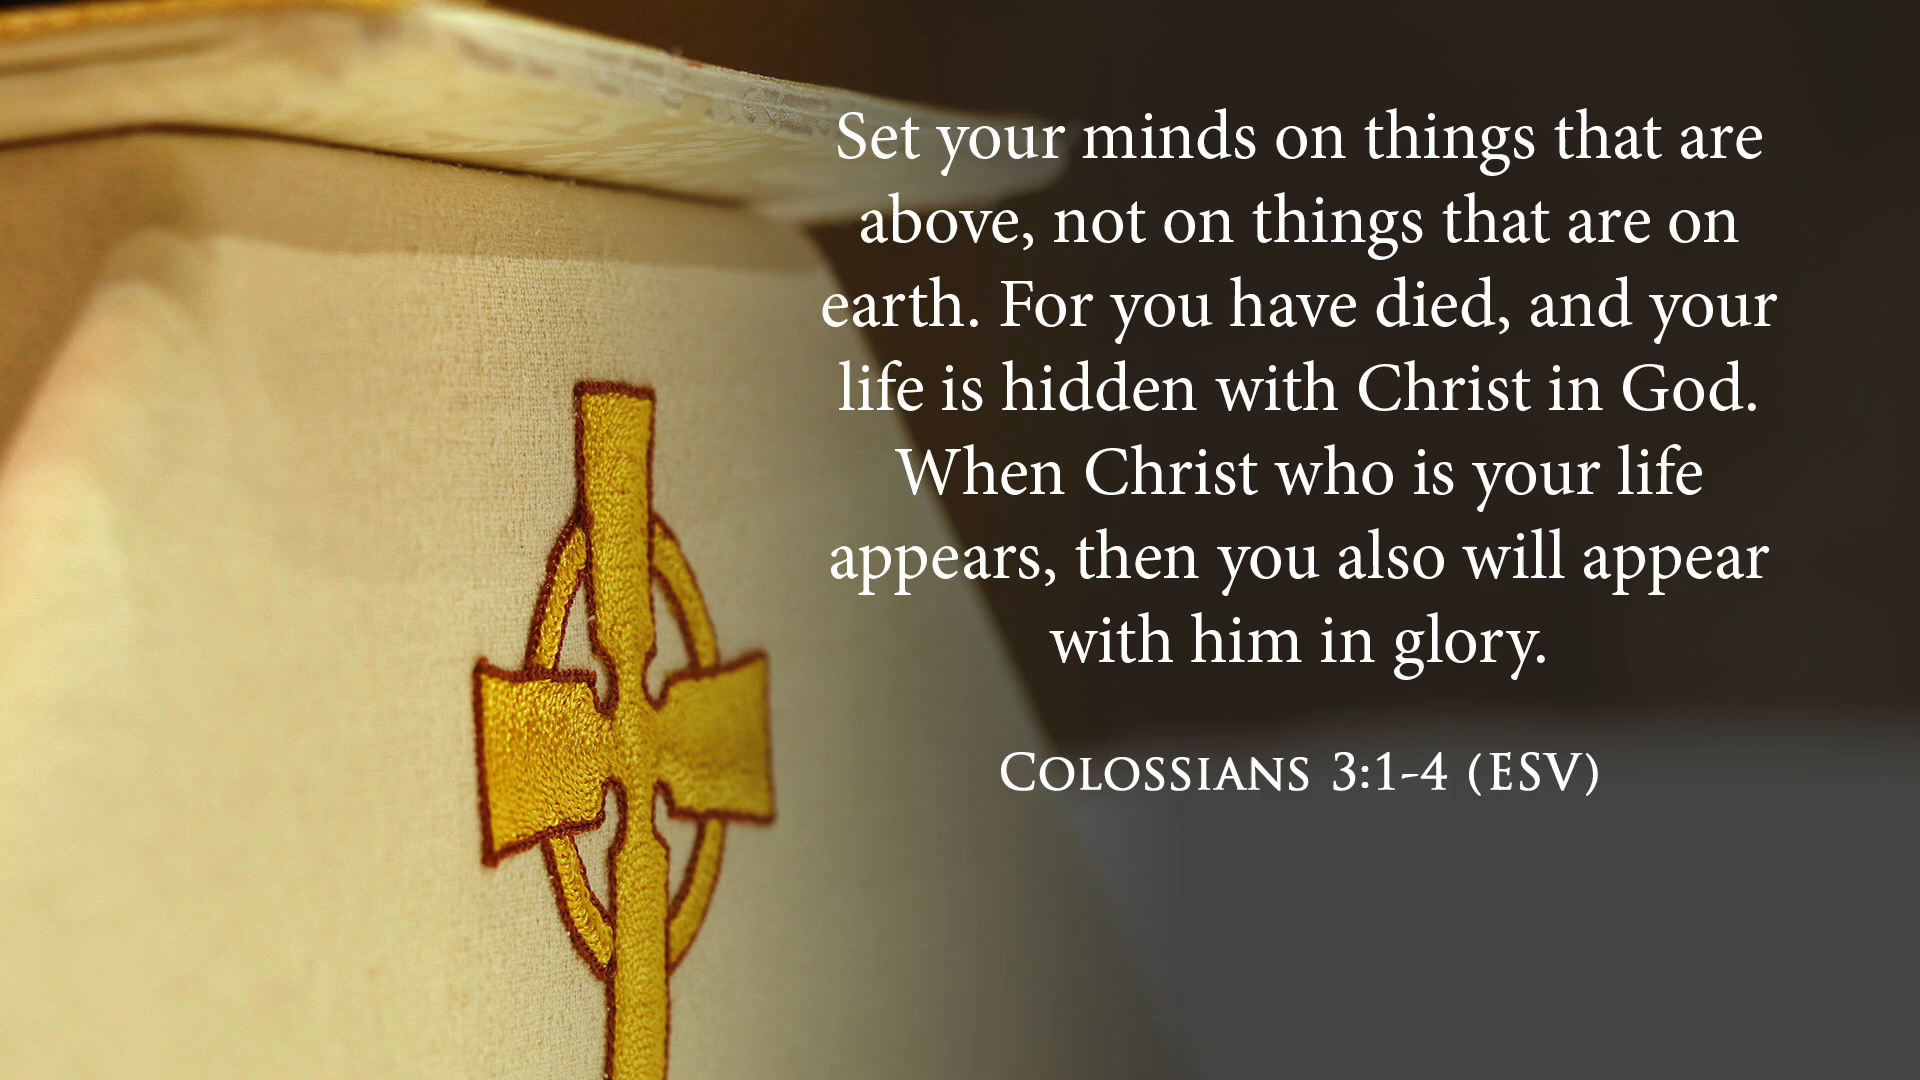 Set your minds on things that are
above, not on things that are on
earth. For you have died, and your
life is hidden with Christ in God.
When Christ who is your life
appears, then you also will appear
with him in glory.
Colossians 3:1-4 (ESV)